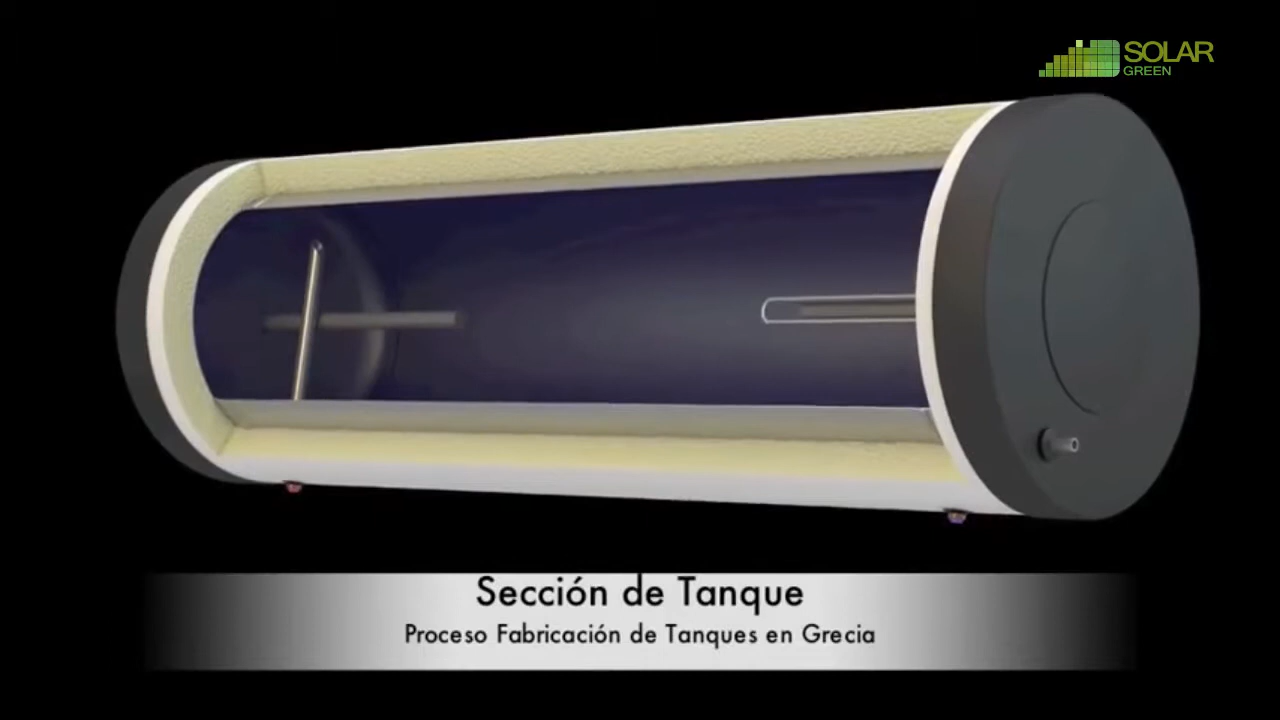 SOLAR
GREEN
Sección de Tanque
Proceso Fabricación de Tanques en Grecia